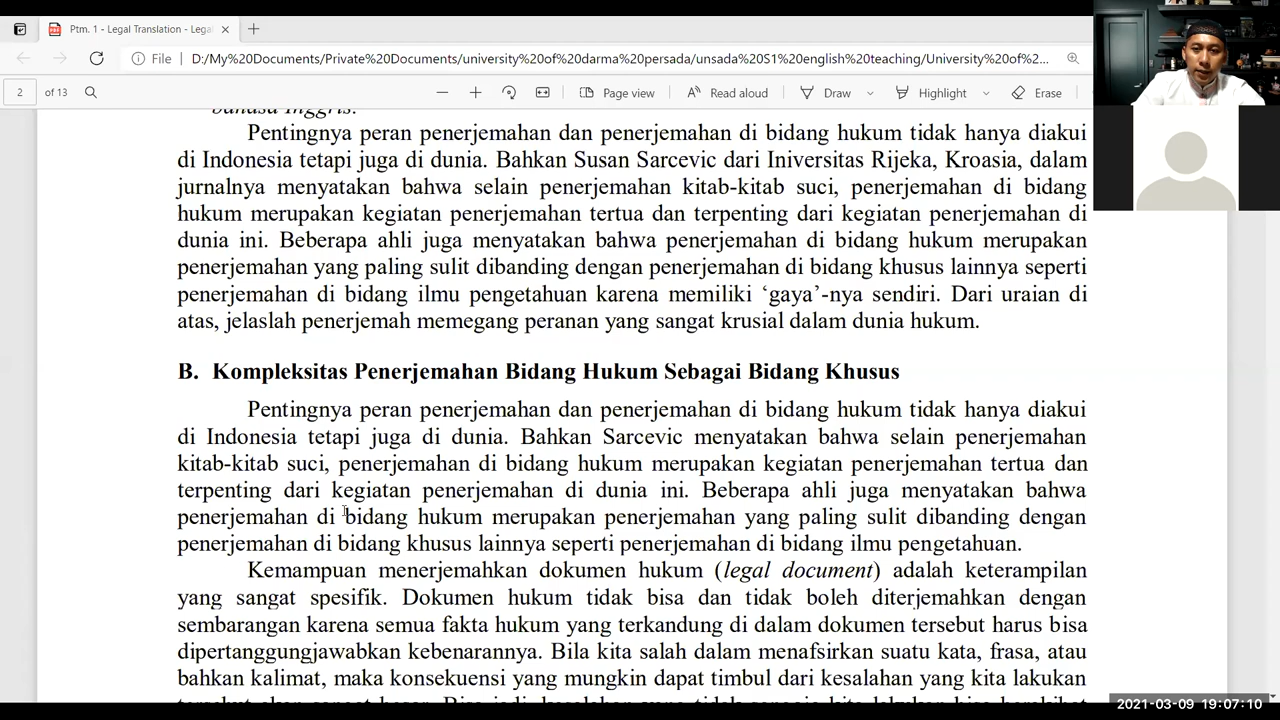 Ptm. 1 - Legal Translation - Lega
File
D:/My%20Documents/Private%20Documents/university%20of%20darma%20persada/unsada%20S1%20english%20teaching/University%20of%2...
2 of 13
Page view
Read aloud
Draw
Highlight
Erase
bahasa Inggris.
Pentingnya peran penerjemahan dan penerjemahan di bidang hukum tidak hanya diakui
di Indonesia tetapi juga di dunia. Bahkan Susan Sarcevic dari Iniversitas Rijeka, Kroasia, dalam
jurnalnya menyatakan bahwa selain penerjemahan kitab-kitab suci, penerjemahan di bidang
hukum merupakan kegiatan penerjemahan tertua dan terpenting dari kegiatan penerjemahan di
dunia ini. Beberapa ahli juga menyatakan bahwa penerjemahan di bidang hukum merupakan
penerjemahan yang paling sulit dibanding dengan penerjemahan di bidang khusus lainnya seperti
penerjemahan di bidang ilmu pengetahuan karena memiliki ‘gaya’-nya sendiri. Dari uraian di
atas, jelaslah penerjemah memegang peranan yang sangat krusial dalam dunia hukum.
B. Kompleksitas Penerjemahan Bidang Hukum Sebagai Bidang Khusus
Pentingnya peran penerjemahan dan penerjemahan di bidang hukum tidak hanya diakui
di Indonesia tetapi juga di dunia. Bahkan Sarcevic menyatakan bahwa selain penerjemahan
kitab-kitab suci, penerjemahan di bidang hukum merupakan kegiatan penerjemahan tertua dan
terpenting dari kegiatan penerjemahan di dunia ini. Beberapa ahli juga menyatakan bahwa
penerjemahan di bidang hukum merupakan penerjemahan yang paling sulit dibanding dengan
penerjemahan di bidang khusus lainnya seperti penerjemahan di bidang ilmu pengetahuan.
Kemampuan menerjemahkan dokumen hukum (legal document) adalah keterampilan
yang sangat spesifik. Dokumen hukum tidak bisa dan tidak boleh diterjemahkan dengan
sembarangan karena semua fakta hukum yang terkandung di dalam dokumen tersebut harus bisa
dipertanggungjawabkan kebenarannya. Bila kita salah dalam menafsirkan suatu kata, frasa, atau
bahkan kalimat, maka konsekuensi yang mungkin dapat timbul dari kesalahan yang kita lakukan
2021-03-09 19:07:10